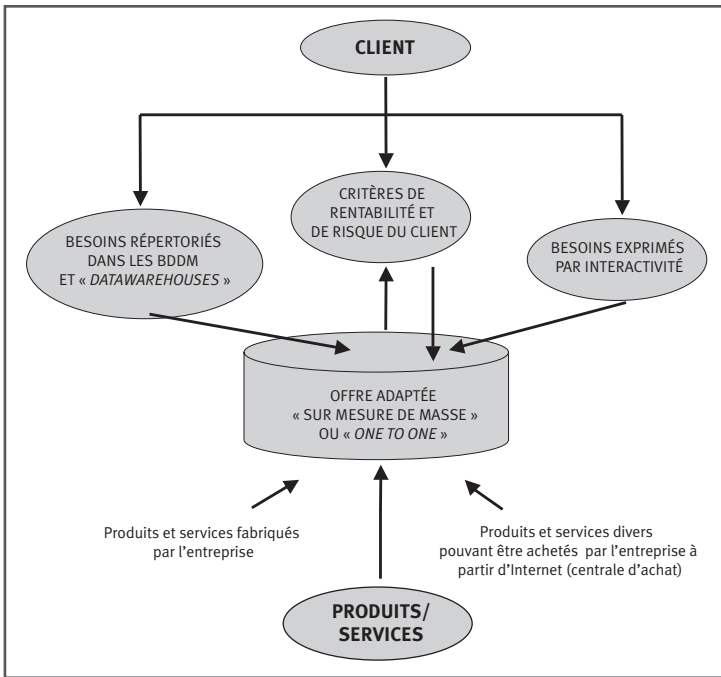 CLIENT
CRITÈRES DE
RENTABILITÉ ET
DE RISQUE DU CLIENT
BESOINS RÉPERTORIÉS
DANS LES BDDM
ET « DATAWAREHOUSES »
BESOINS EXPRIMÉS
PAR INTERACTIVITÉ
OFFRE ADAPTÉE
« SUR MESURE DE MASSE »
OU « ONE TO ONE »
Produits et services fabriqués
par l’entreprise
Produits et services divers
pouvant être achetés par l’entreprise à
partir d’Internet (centrale d’achat)
PRODUITS/
SERVICES